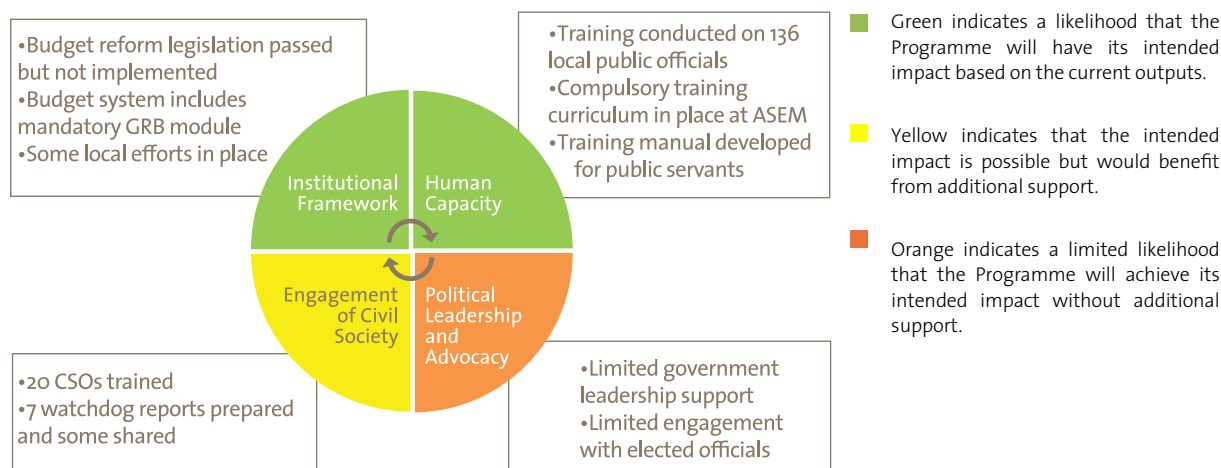 •Budget reform legislation passed
but not implemented
•Budget system includes
mandatory GRB module
•Some local efforts in place
•Training conducted on 136
local public officials
•Compulsory training
curriculum in place at ASEM
•Training manual developed
for public servants
Institutional
Framework
Human
Capacity
Engagement
of Civil
Society
Political
Leadership
and
Advocacy
•20 CSOs trained
•7 watchdog reports prepared
and some shared
•Limited government
leadership support
•Limited engagement
with elected officials
Green indicates a likelihood that the
Programme will have its intended
impact based on the current outputs.
Yellow indicates that the intended
impact is possible but would benefit
from additional support.
Orange indicates a limited likelihood
that the Programme will achieve its
intended impact without additional
support.